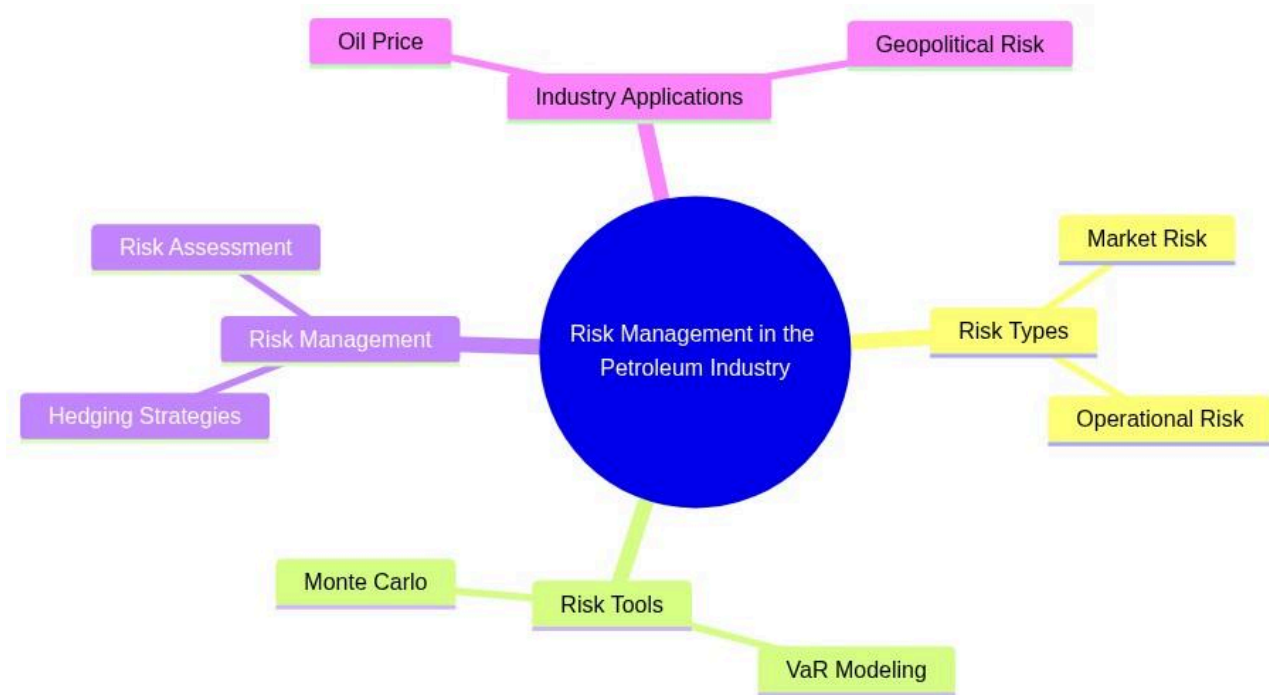 Oil Price
Geopolitical Risk
Industry Applications
Risk Assessment
Market Risk
Risk Management
Risk Management in the
Petroleum Industry
Risk Types
Hedging Strategies
Operational Risk
Monte Carlo
Risk Tools
VaR Modeling